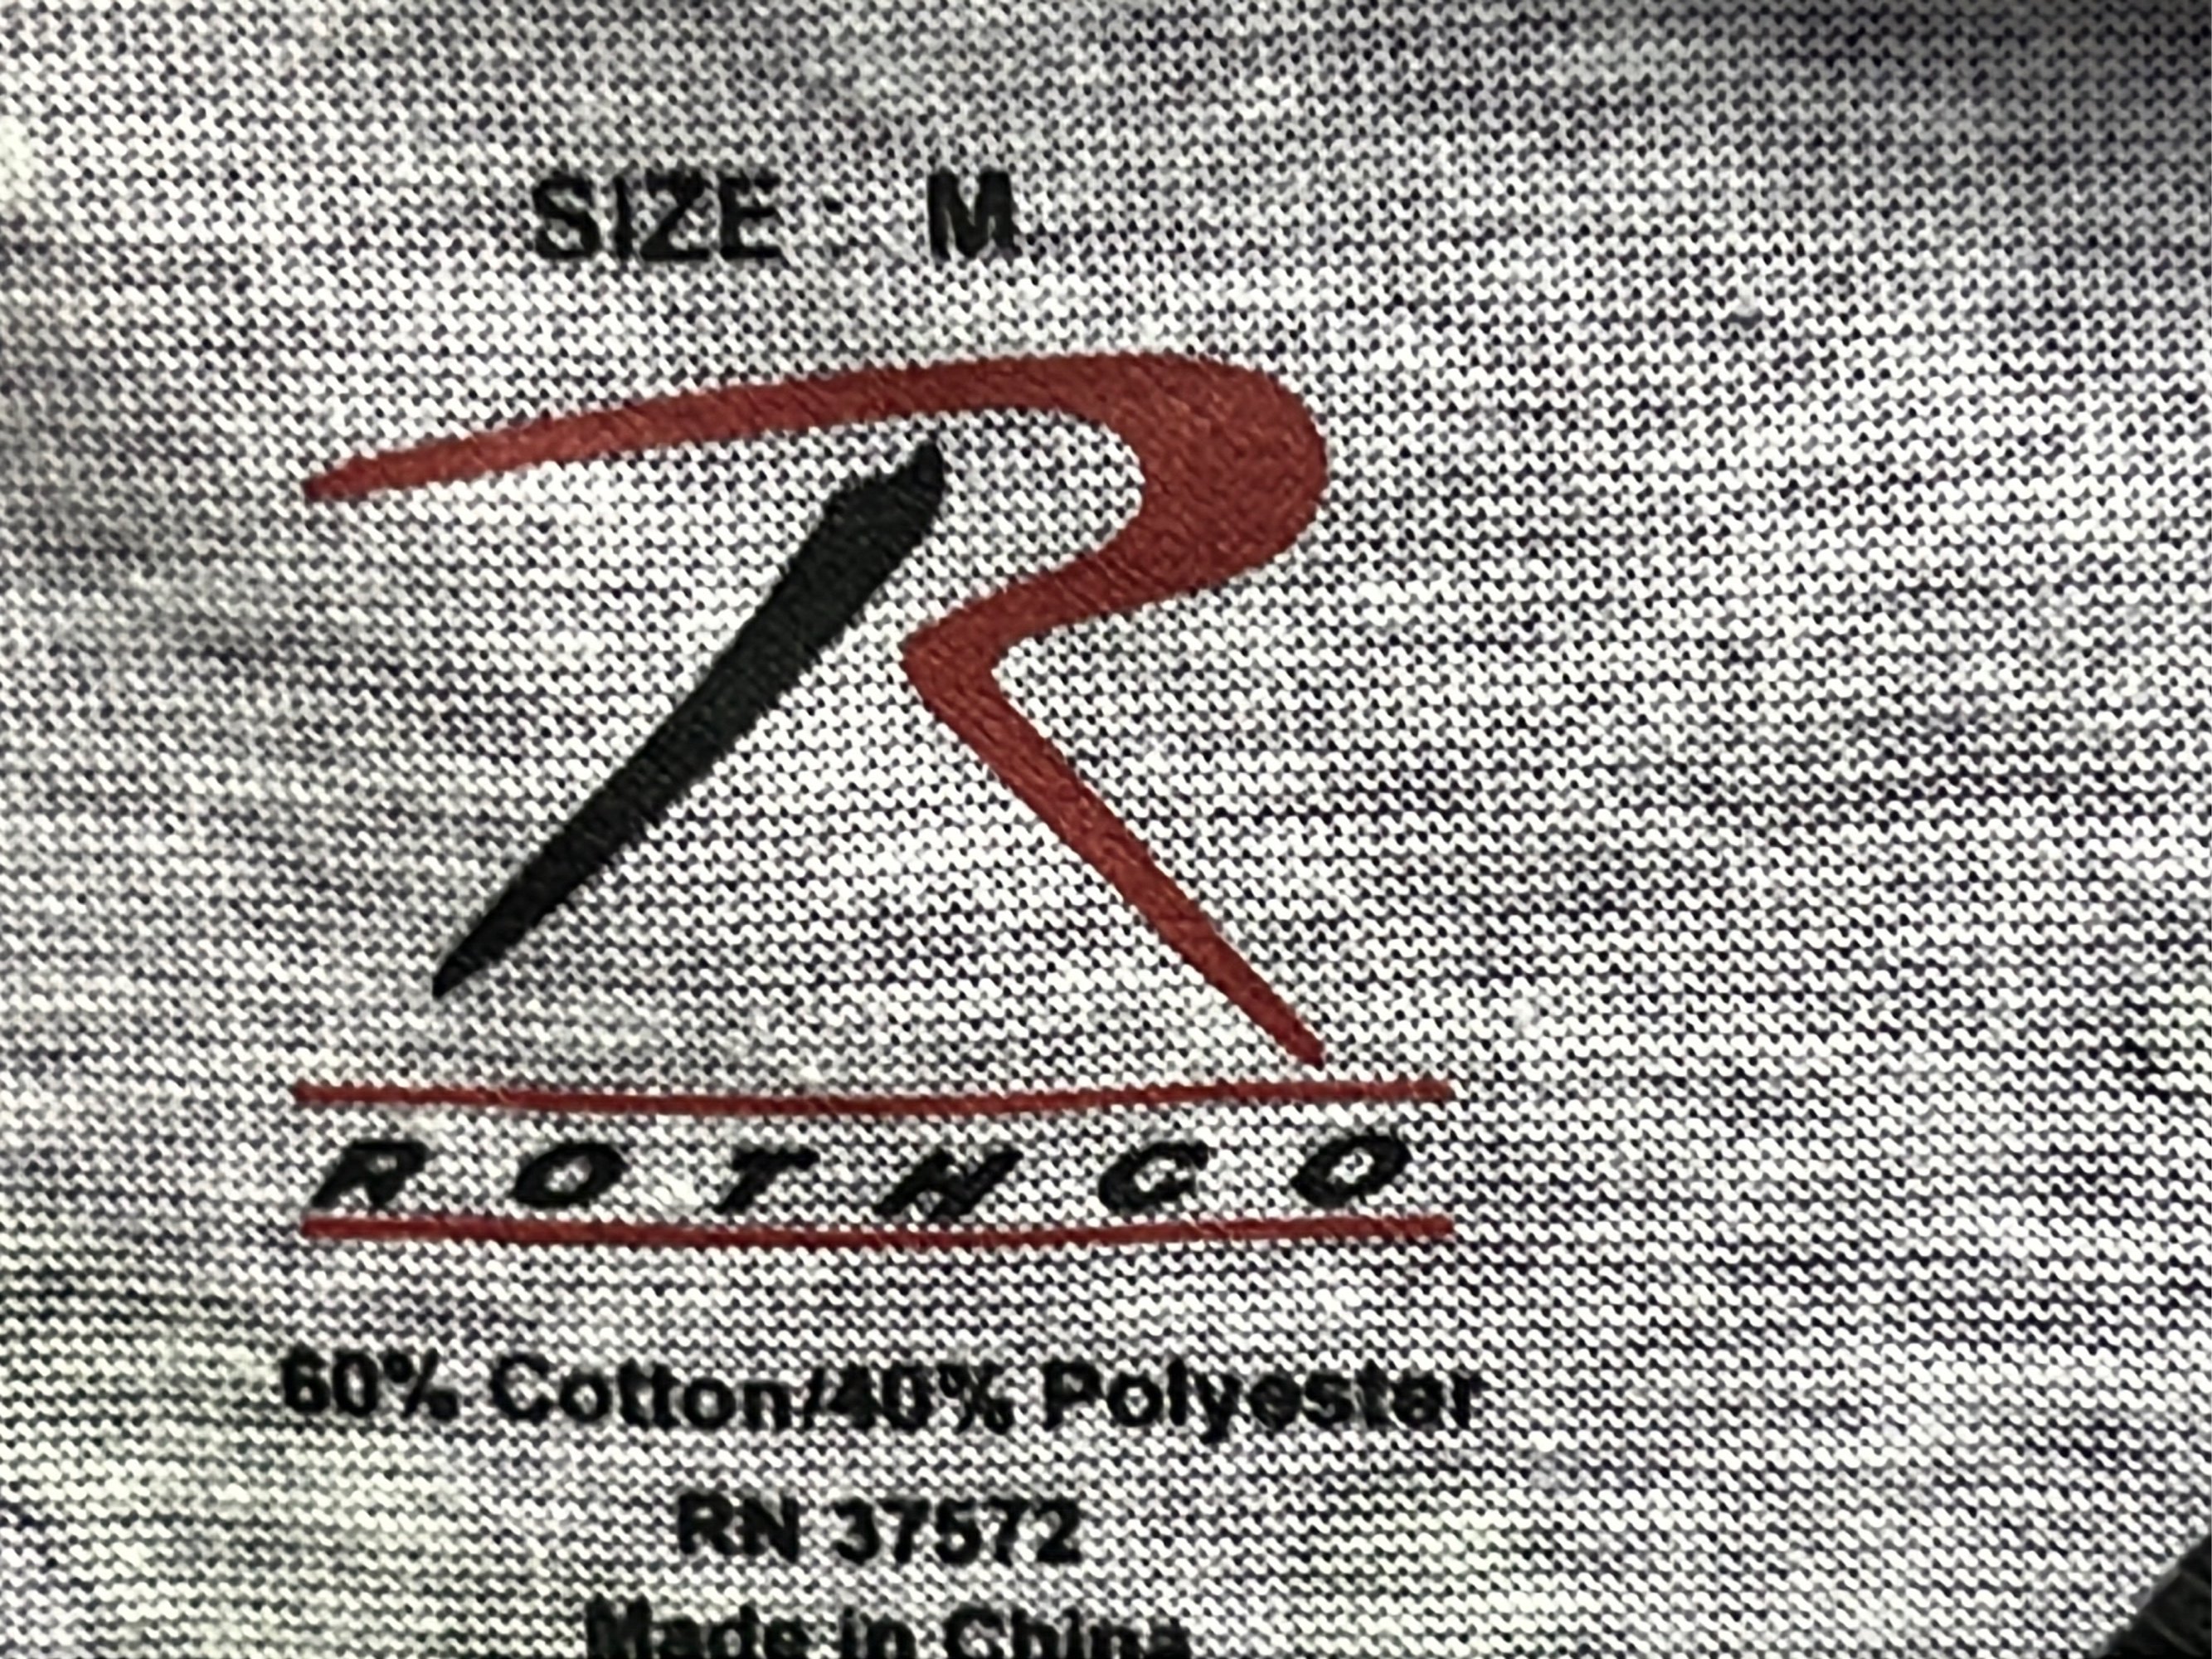 SIZE : M
R
ROTHCO
60% Cotton/40% Polyester
RN 37572
Made in China